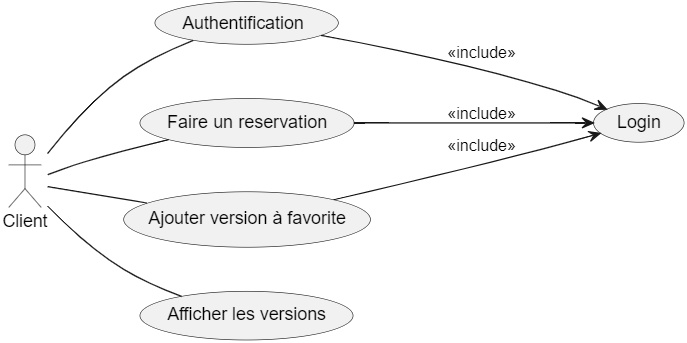 Authentification
«include»
Faire un reservation
«include»
Login
«include»
Client
Ajouter version à favorite
Afficher les versions